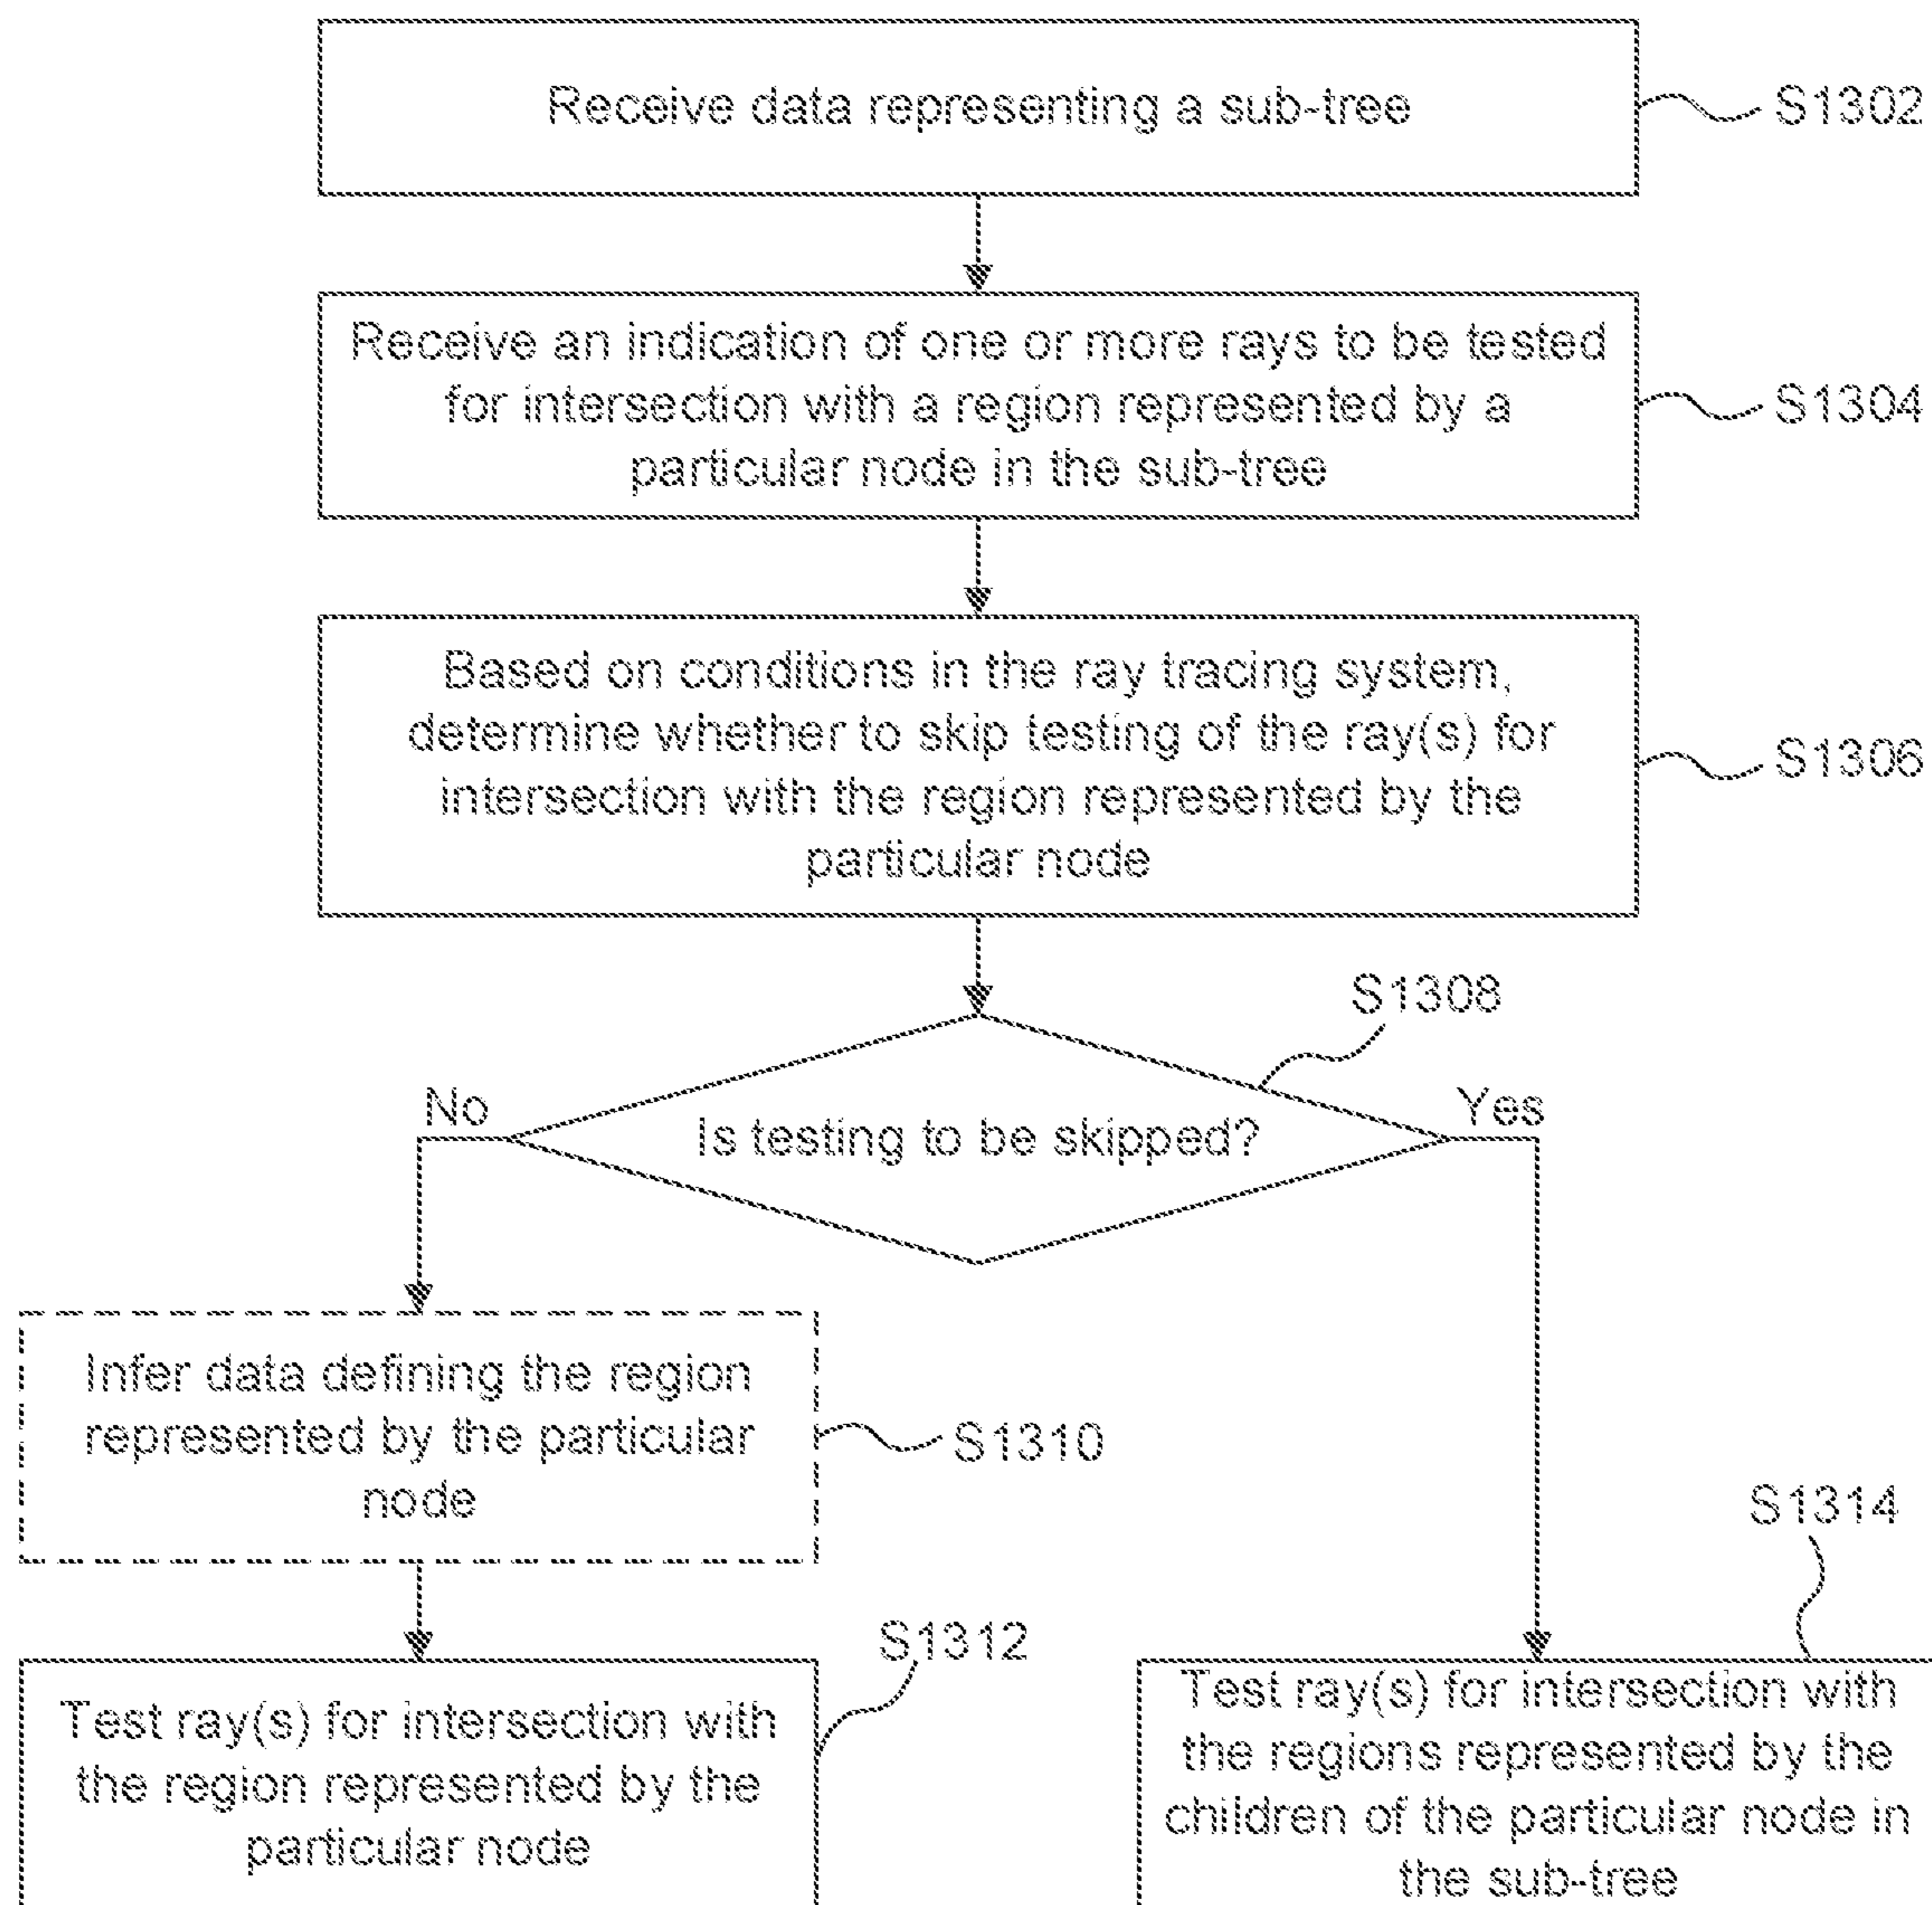 Receive data representing a sub-tree
S1302
Receive an indication of one or more rays to be tested
for intersection with a region represented by a
particular node in the sub-tree
S1304
Based on conditions in the ray tracing system,
determine whether to skip testing of the ray(s) for
intersection with the region represented by the
particular node
S1306
S1308
No
Is testing to be skipped?
Yes
Infer data defining the region
represented by the particular
node
S1310
S1314
S1312
Test ray(s) for intersection with
the region represented by the
particular node
Test ray(s) for intersection with
the regions represented by the
children of the particular node in
the sub-tree